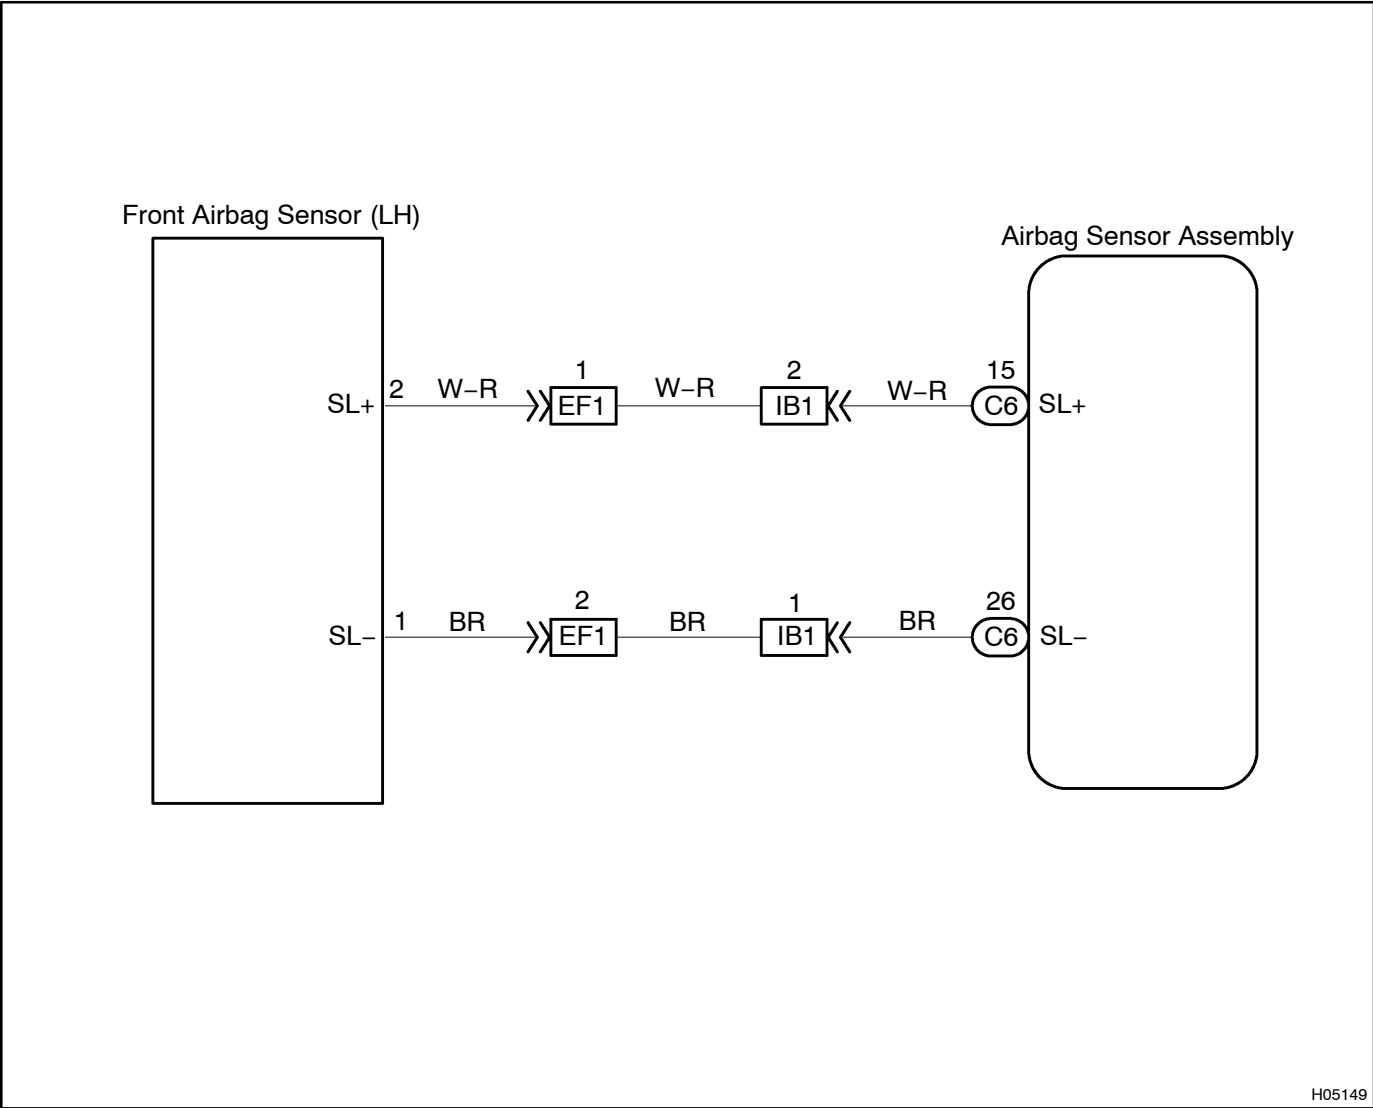 Front Airbag Sensor (LH)
Airbag Sensor Assembly
SL+ 2 W–R 1 EF1 W–R 2 IB1 W–R 15 C6 SL+
SL– 1 BR 2 EF1 BR 1 IB1 BR 26 C6 SL–
H05149